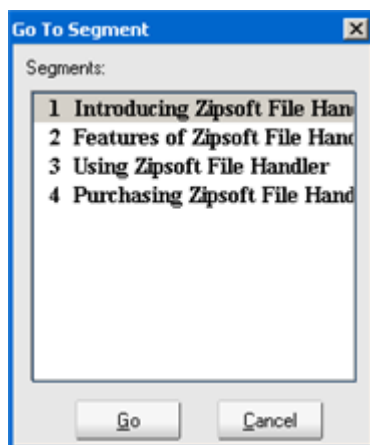 Go To Segment
Segments:
1 Introducing Zipsoft File Han
2 Features of Zipsoft File Hand
3 Using Zipsoft File Handler
4 Purchasing Zipsoft File Hand
Go Cancel